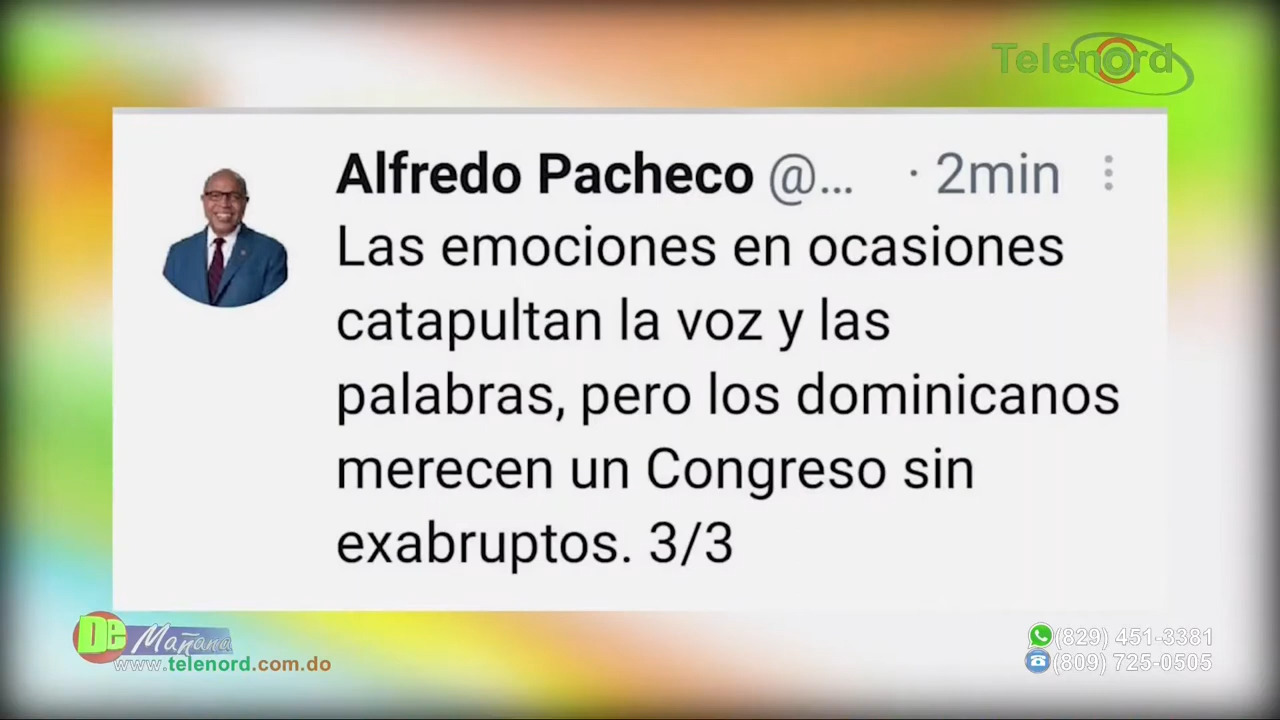 Telenord
Alfredo Pacheco @... · 2min
Las emociones en ocasiones
catapultan la voz y las
palabras, pero los dominicanos
merecen un Congreso sin
exabruptos. 3/3
De Mañana
www.telenord.com.do
(829) 451-3381
(809) 725-0505